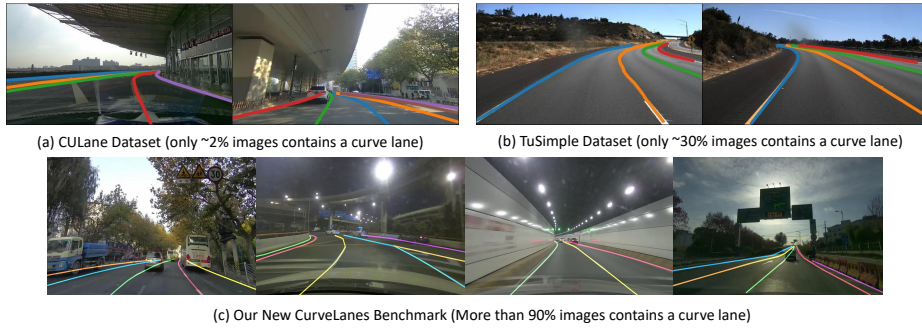 (a) CULane Dataset (only ~2% images contains a curve lane)
(b) TuSimple Dataset (only ~30% images contains a curve lane)
30
(c) Our New CurveLanes Benchmark (More than 90% images contains a curve lane)